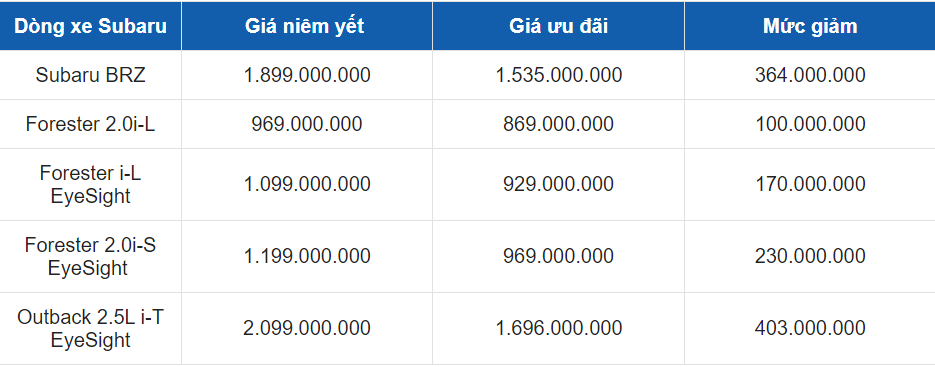 Dòng xe Subaru Giá niêm yết Giá ưu đãi Mức giảm
Subaru BRZ 1.899.000.000 1.535.000.000 364.000.000
Forester 2.0i-L 969.000.000 869.000.000 100.000.000
Forester i-L
EyeSight 1.099.000.000 929.000.000 170.000.000
Forester 2.0i-S
EyeSight 1.199.000.000 969.000.000 230.000.000
Outback 2.5L i-T
EyeSight 2.099.000.000 1.696.000.000 403.000.000